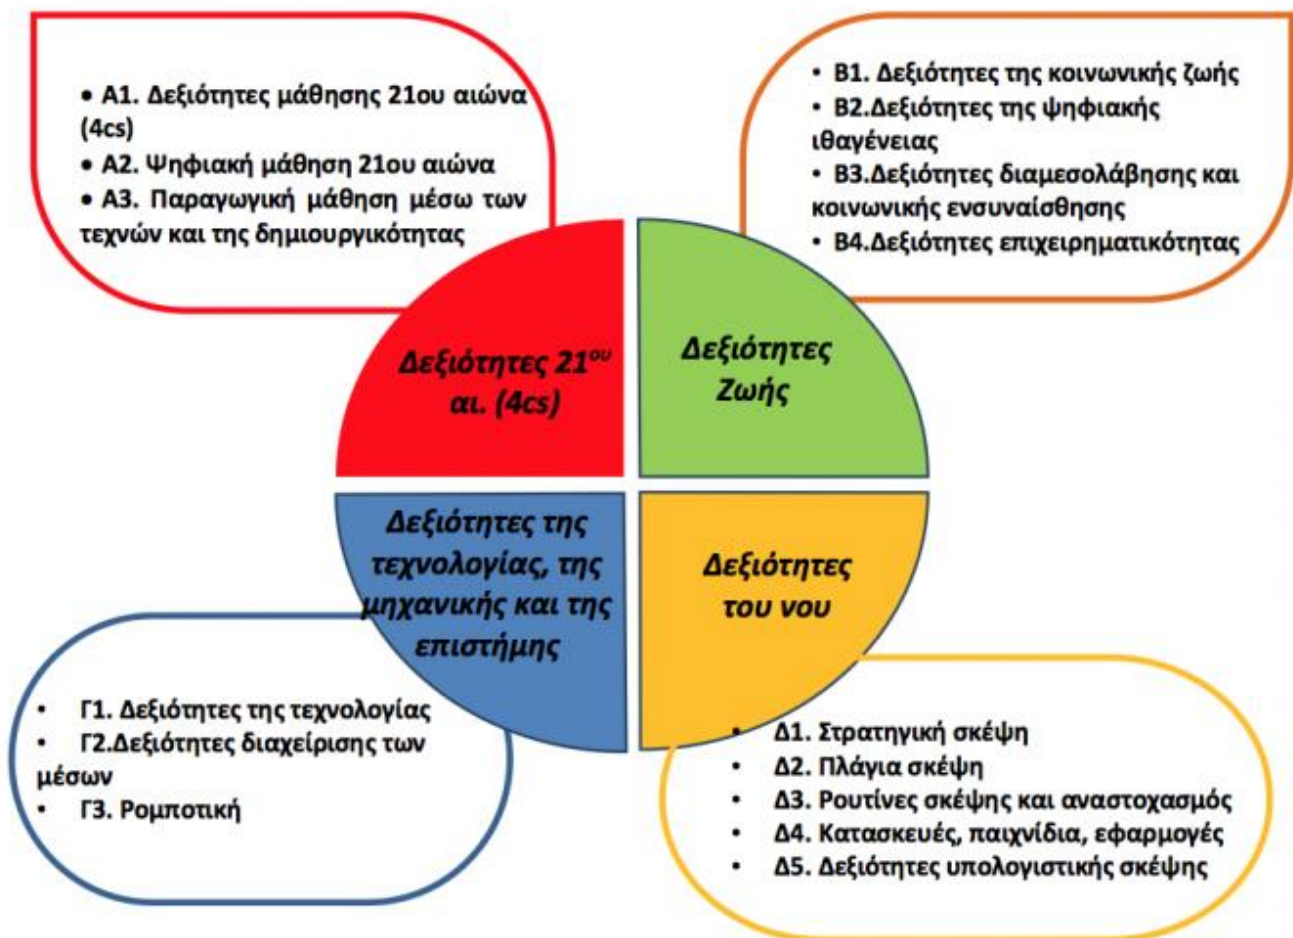 • Α1. Δεξιότητες μάθησης 21ου αιώνα
(4cs)
• Α2. Ψηφιακή μάθηση 21ου αιώνα
• Α3. Παραγωγική μάθηση μέσω των
τεχνών και της δημιουργικότητας
• Β1. Δεξιότητες της κοινωνικής ζωής
• Β2.Δεξιότητες της ψηφιακής
ιθαγένειας
• Β3.Δεξιότητες διαμεσολάβησης και
κοινωνικής ενσυναίσθησης
• Β4.Δεξιότητες επιχειρηματικότητας
Δεξιότητες 21ου
αι. (4cs)
Δεξιότητες
Ζωής
Δεξιότητες της
τεχνολογίας, της
μηχανικής και της
επιστήμης
Δεξιότητες
του νου
• Γ1. Δεξιότητες της τεχνολογίας
• Γ2.Δεξιότητες διαχείρισης των
μέσων
• Γ3. Ρομποτική
• Δ1. Στρατηγική σκέψη
• Δ2. Πλάγια σκέψη
• Δ3. Ρουτίνες σκέψης και αναστοχασμός
• Δ4. Κατασκευές, παιχνίδια, εφαρμογές
• Δ5. Δεξιότητες υπολογιστικής σκέψης